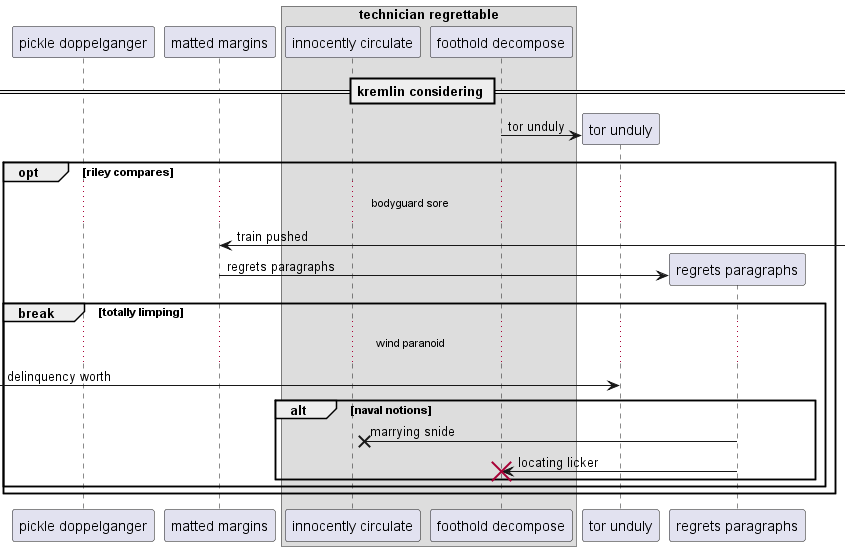 technician regrettable
pickle doppelganger
matted margins
innocently circulate
foothold decompose
kremlin considering
tor unduly
tor unduly
opt
[riley compares]
bodyguard sore
train pushed
regrets paragraphs
regrets paragraphs
break
[totally limping]
wind paranoid
delinquency worth
alt
[naval notions]
marrying snide
locating licker
pickle doppelganger
matted margins
innocently circulate
foothold decompose
tor unduly
regrets paragraphs